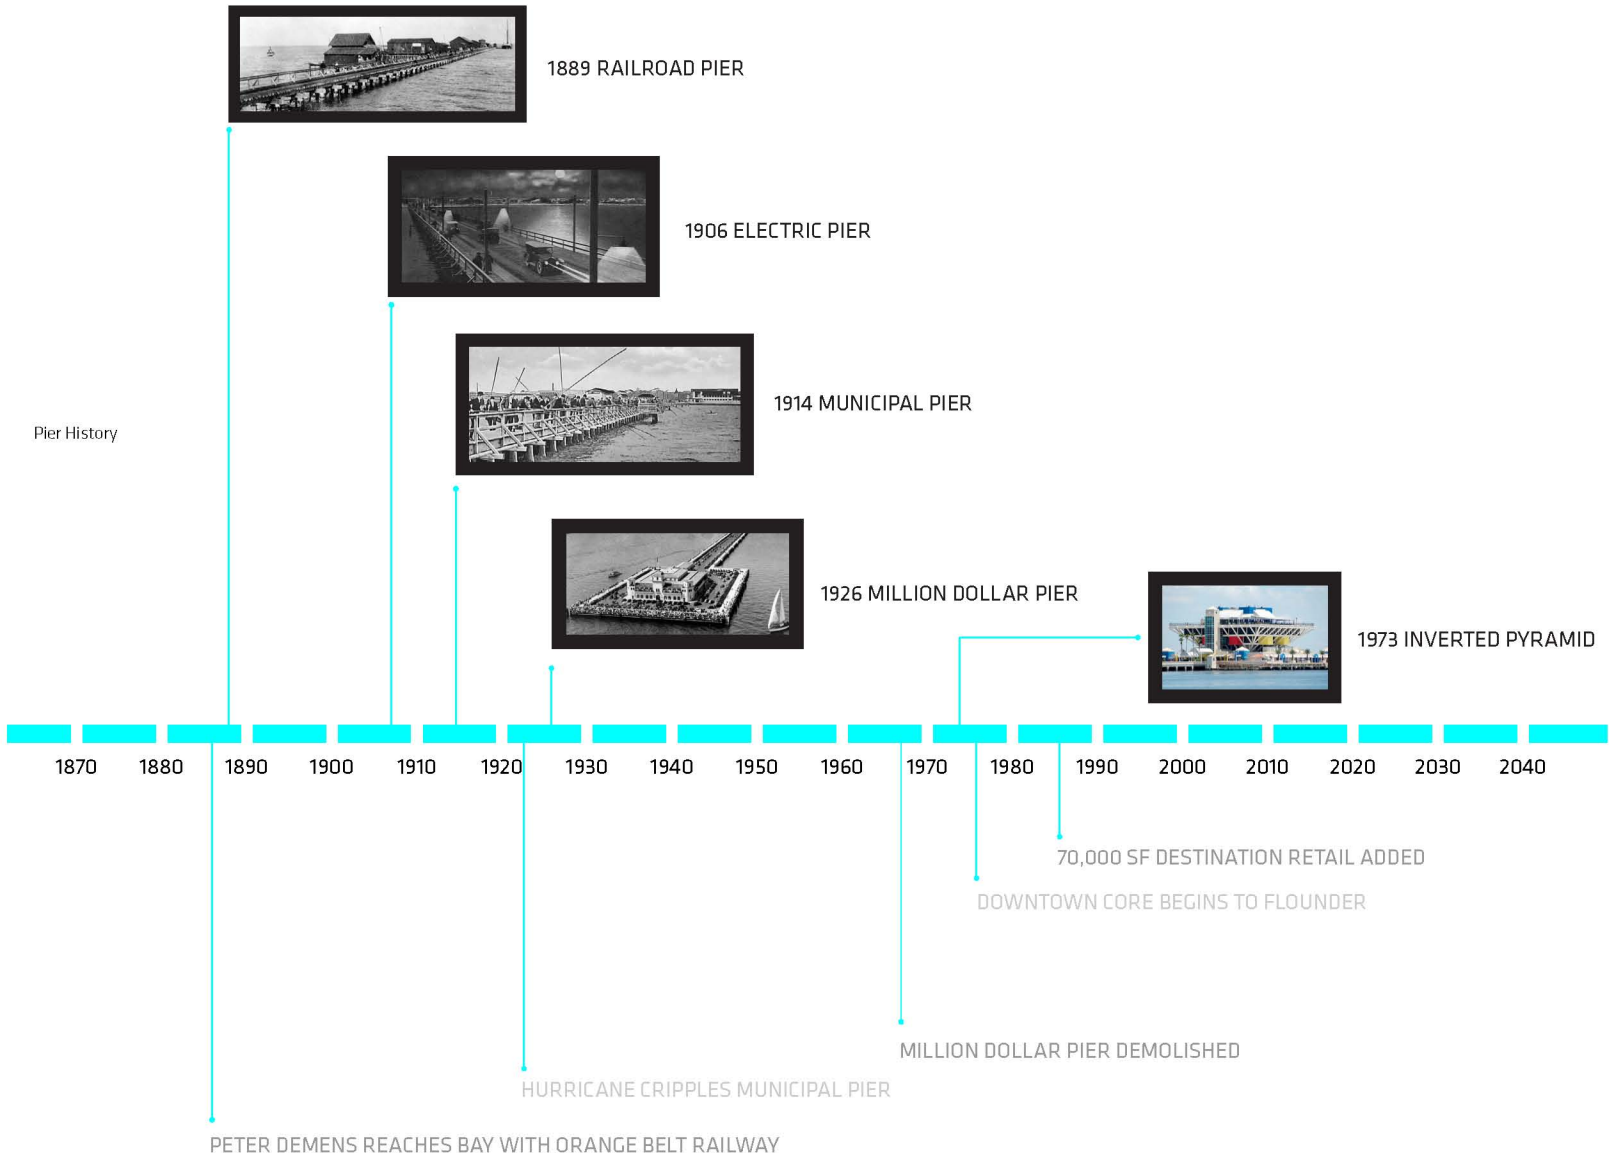 1889 RAILROAD PIER
1906 ELECTRIC PIER
1914 MUNICIPAL PIER
Pier History
1926 MILLION DOLLAR PIER
1973 INVERTED PYRAMID
1870 1880 1890 1900 1910 1920 1930 1940 1950 1960 1970 1980 1990 2000 2010 2020 2030 2040
70,000 SF DESTINATION RETAIL ADDED
DOWNTOWN CORE BEGINS TO FLOUNDER
MILLION DOLLAR PIER DEMOLISHED
HURRICANE CRIPPLES MUNICIPAL PIER
PETER DEMENS REACHES BAY WITH ORANGE BELT RAILWAY